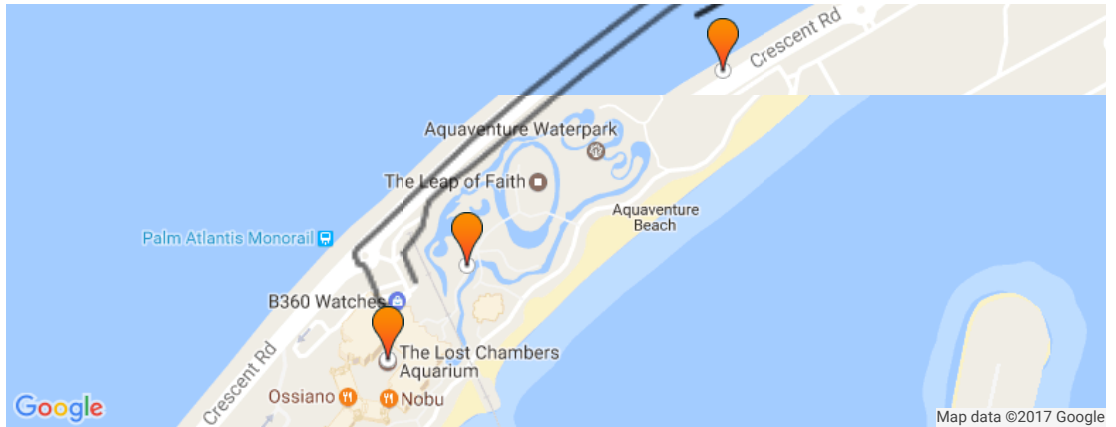 Crescent Rd
Aquaventure Waterpark
The Leap of Faith
Aquaventure
Beach
Palm Atlantis Monorail
B360 Watches
The Lost Chambers
Aquarium
Crescent Rd
Ossiano
Nobu
Google
Map data ©2017 Google